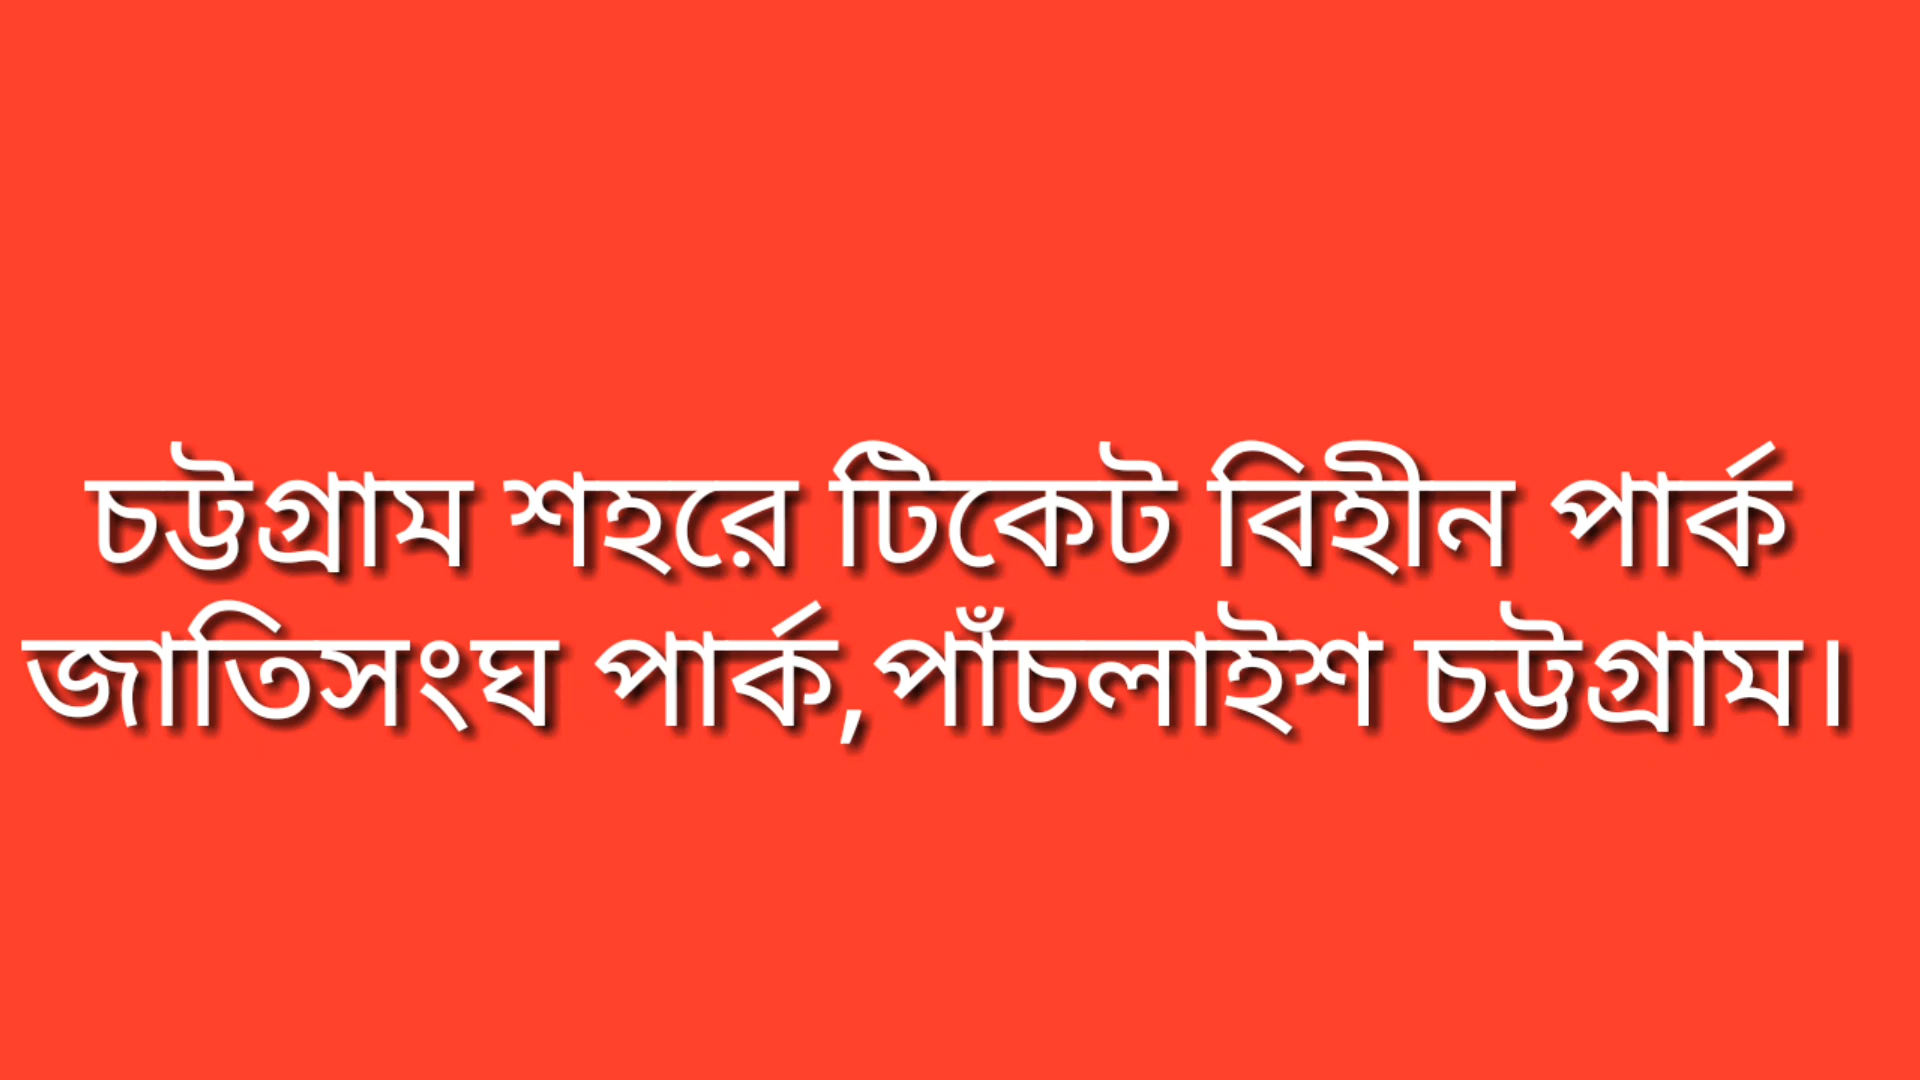 চট্টগ্রাম শহরে টিকেট বিহীন পার্ক
জাতিসংঘ পার্ক,পাঁচলাইশ চট্টগ্রাম।